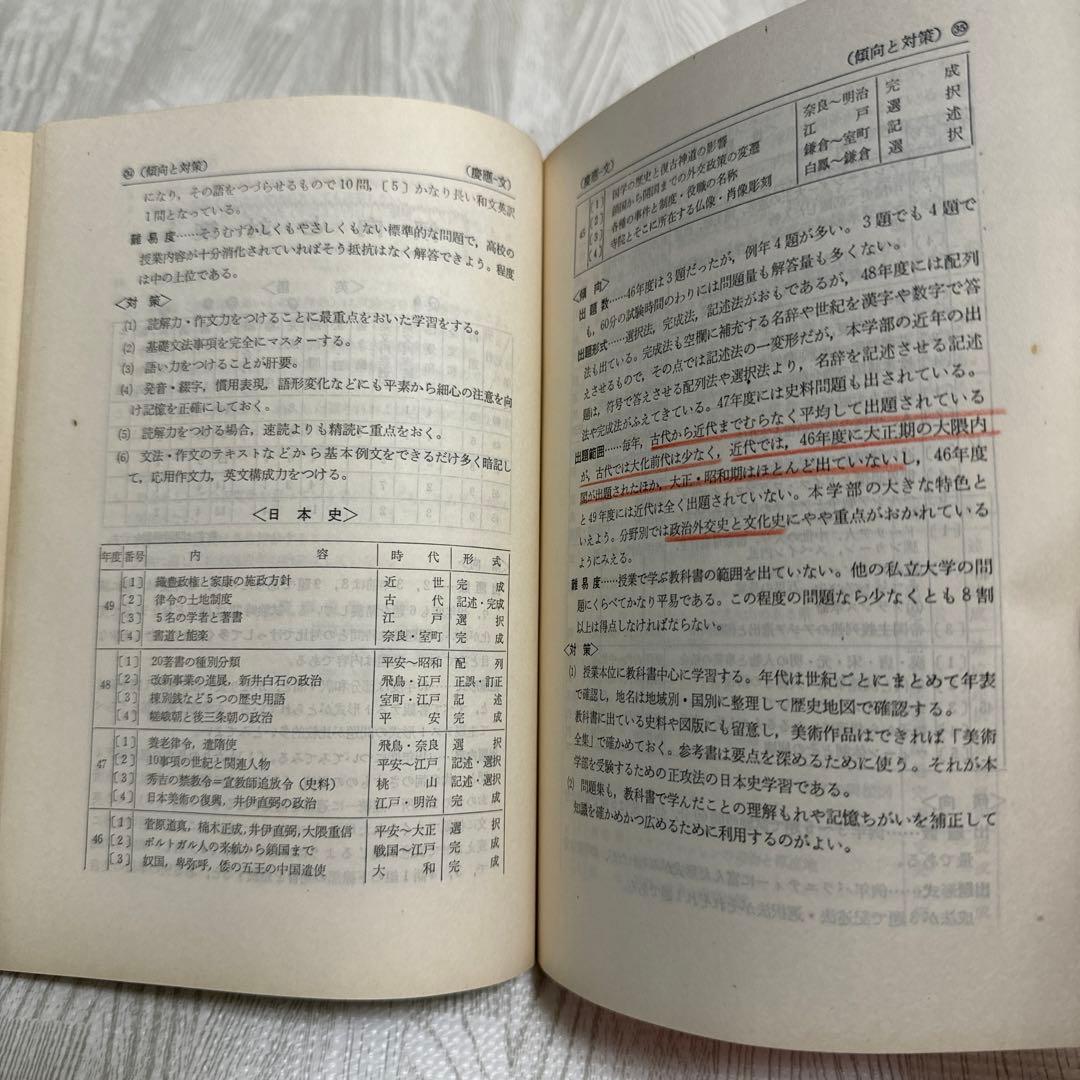 (傾向と対策)
(慶應-文)
になり，その語をつづらせるもので10問，〔5〕かなり長い和文英訳
1問となっている。
難易度……そうむずかしくもやさしくもない標準的な問題で，高校の
授業内容が十分消化されていればそう抵抗はなく解答できよう。程度
は中の上位である。
＜対 策＞
(1) 読解力・作文力をつけることに最重点をおいた学習をする。
(2) 基礎文法事項を完全にマスターする。
(3) 語い力をつけることが肝要。
(4) 発音・綴字，慣用表現，語形変化などにも平素から細心の注意を向
け記憶を正確にしておく。
(5) 読解力をつける場合，速読よりも精読に重点をおく。
(6) 文法・作文のテキストなどから基本例文をできるだけ多く暗記し
て，応用作文力，英文構成力をつける。
＜日本史＞
年度 番号 内容 時代 形式
49 〔1〕 織豊政権と家康の施政方針 近世 完成
〔2〕 律令の土地制度 古代 記述・完成
〔3〕 5名の学者と著書 江戸 選択
〔4〕 書道と能楽 奈良・室町 完成
48 〔1〕 20著書の種別分類 平安～昭和 配列
〔2〕 改新事業の進展，新井白石の政治 飛鳥・江戸 正誤・訂正
〔3〕 棟別銭など5つの歴史用語 室町・江戸 記述
〔4〕 嵯峨朝と後三条朝の政治 平安 完成
47 〔1〕 養老律令，遣隋使 飛鳥・奈良 選択
〔2〕 10事項の世紀と関連人物 平安～江戸 記述・選択
〔3〕 秀吉の禁教令＝宣教師追放令（史料） 桃山 記述・選択
〔4〕 日本美術の復興，井伊直弼の政治 江戸・明治 完成
46 〔1〕 菅原道真，楠木正成，井伊直弼，大隈重信 平安～大正 選択
〔2〕 ポルトガル人の来航から鎖国まで 戦国～江戸 完成
〔3〕 奴国，卑弥呼，倭の五王の中国遣使 大和 完成
(慶應-文)
(傾向と対策) ㉟
45 〔1〕 国学の歴史と復古神道の影響 奈良～明治 完成
〔2〕 鎖国から開国までの外交政策の変遷 江戸 選択
〔3〕 各種の事件と制度・役職の名称 鎌倉～室町 記述
〔4〕 寺院とそこに所在する仏像・肖像彫刻 白鳳～鎌倉 選択
＜傾 向＞
出題数……46年度は3題だったが，例年4題が多い。3題でも4題で
も，60分の試験時間のわりには問題量も解答量も多くない。
出題形式……選択法，完成法，記述法がおもであるが，48年度には配列
法も出ている。完成法も空欄に補充する名辞や世紀を漢字や数字で答
えさせるもので，その点では記述法の一変形だが，本学部の近年の出
題は，符号で答えさせる配列法や選択法より，名辞を記述させる記述
法や完成法がふえてきている。47年度には史料問題も出されている。
出題範囲……毎年，古代から近代までむらなく平均して出題されている
が，古代では大化前代は少なく，近代では，46年度に大正期の大隈内
閣が出題されたほか，大正・昭和期はほとんど出ていないし，46年度
と49年度には近代は全く出題されていない。本学部の大きな特色と
いえよう。分野別では政治外交史と文化史にやや重点がおかれている
ようにみえる。
難易度……授業で学ぶ教科書の範囲を出ていない。他の私立大学の問
題にくらべてかなり平易である。この程度の問題なら少なくとも8割
以上は得点しなければならない。
＜対 策＞
(1) 授業本位に教科書中心に学習する。年代は世紀ごとにまとめて年表
で確認し，地名は地域別・国別に整理して歴史地図で確認する。
教科書に出ている史料や図版にも留意し，美術作品はできれば「美術
全集」で確かめておく。参考書は要点を深めるために使う。それが本
学部を受験するための正攻法の日本史学習である。
(2) 問題集も，教科書で学んだことの理解もれや記憶ちがいを補正して
知識を確かめかつ広めるために利用するのがよい。